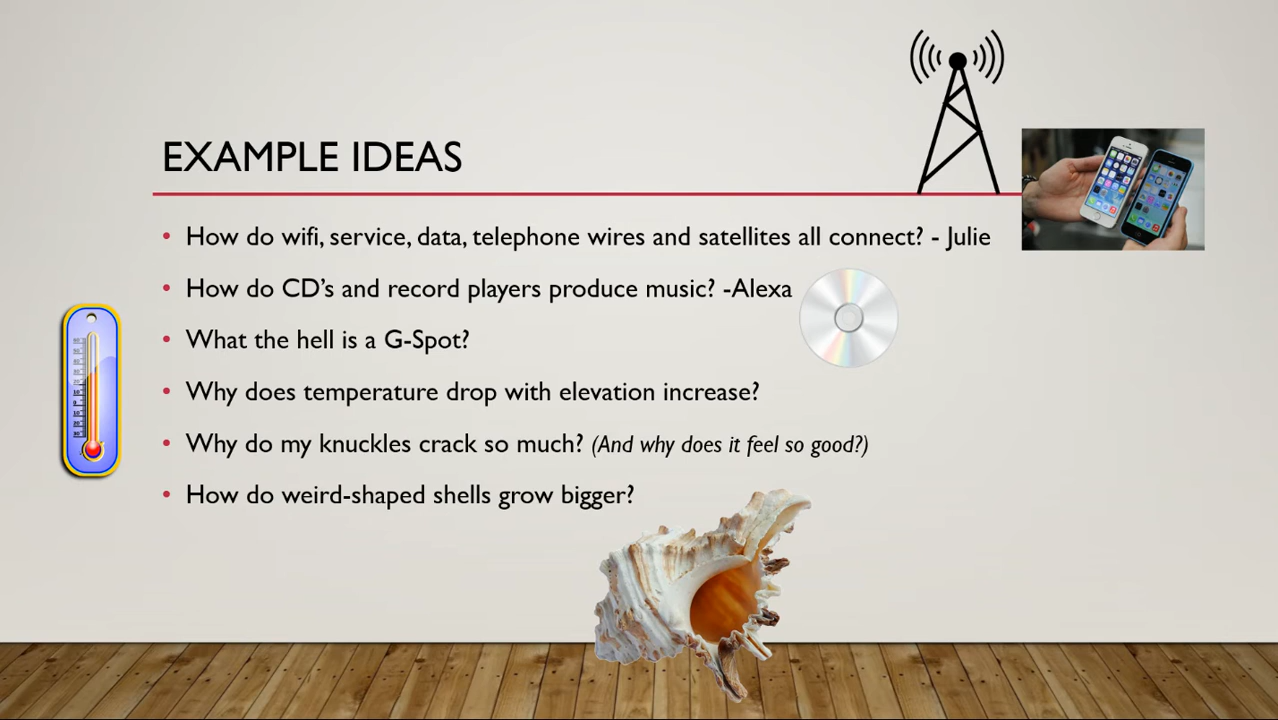 EXAMPLE IDEAS
• How do wifi, service, data, telephone wires and satellites all connect? - Julie
• How do CD's and record players produce music? -Alexa
• What the hell is a G-Spot?
• Why does temperature drop with elevation increase?
• Why do my knuckles crack so much? (And why does it feel so good?)
• How do weird-shaped shells grow bigger?